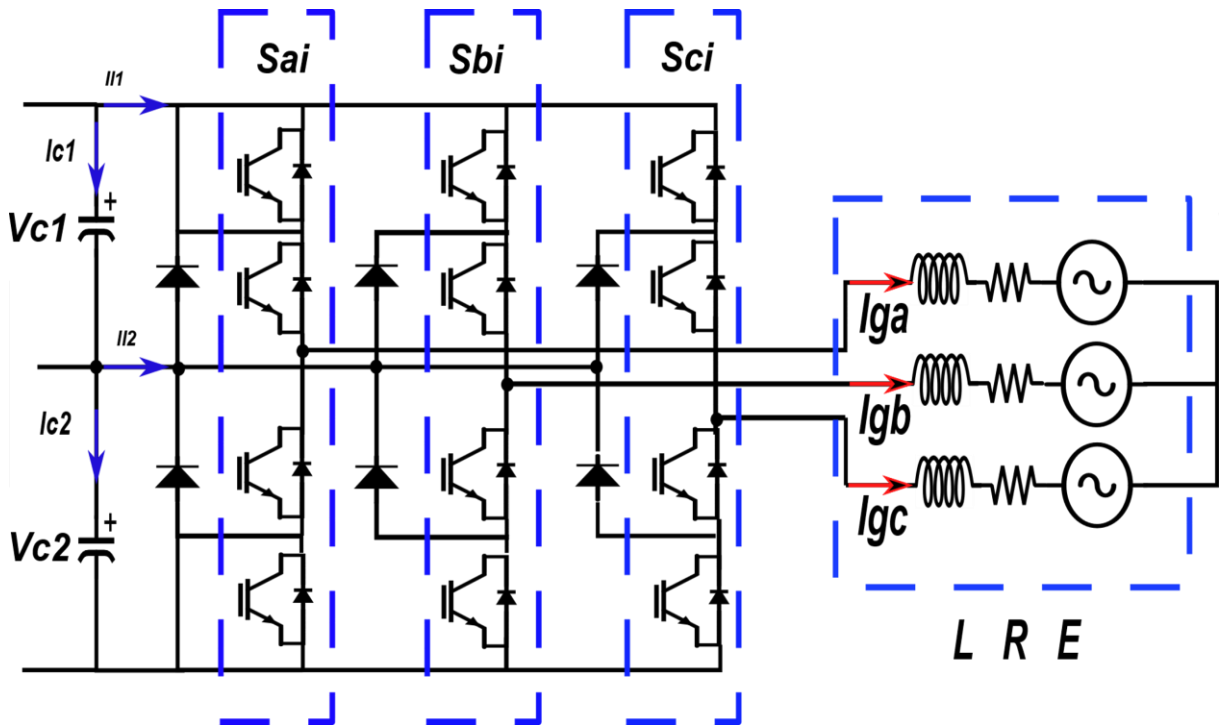 Sai
Sbi
Sci
Il1
Ic1
+
Vc1
Il2
Ic2
+
Vc2
Iga
Igb
Igc
L R E